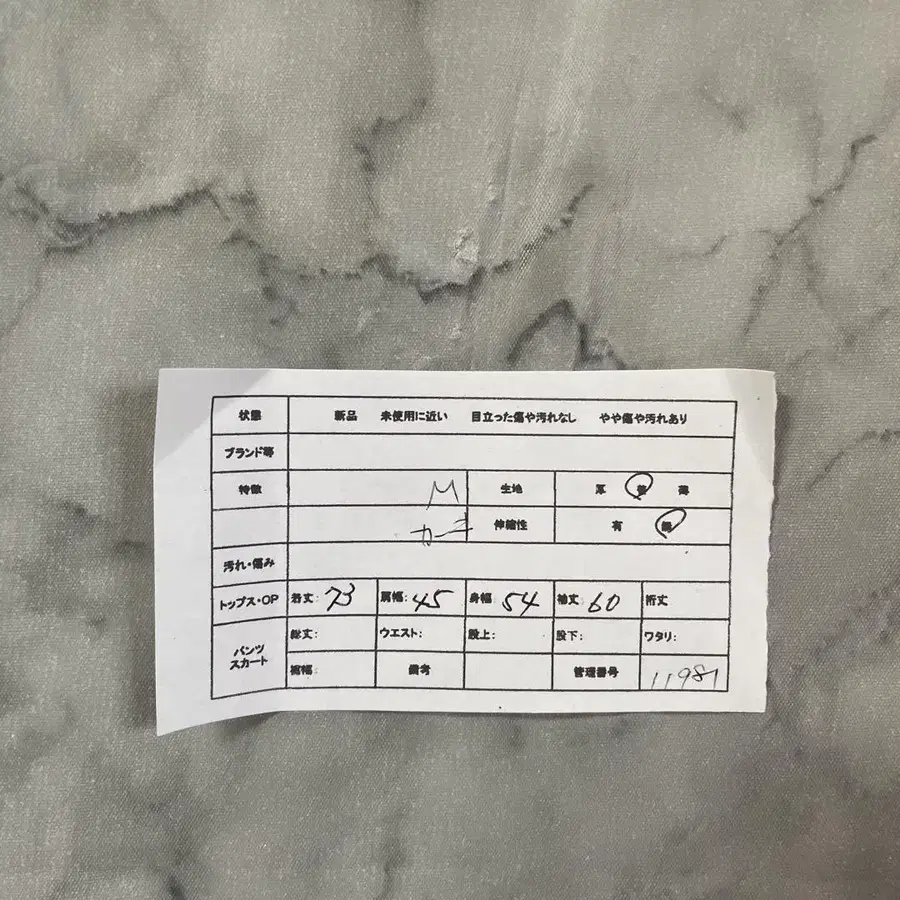 状態 新品 未使用に近い 目立った傷や汚れなし やや傷や汚れあり
ブランド等
特徴 M 生地 厚 普 薄
カーキ 伸縮性 有 無
汚れ・傷み
トップス・OP 着丈: 73 肩幅: 45 身幅: 54 袖丈: 60 裄丈
パンツ スカート 総丈: ウエスト: 股上: 股下: ワタリ:
裾幅: 備考 管理番号 11981